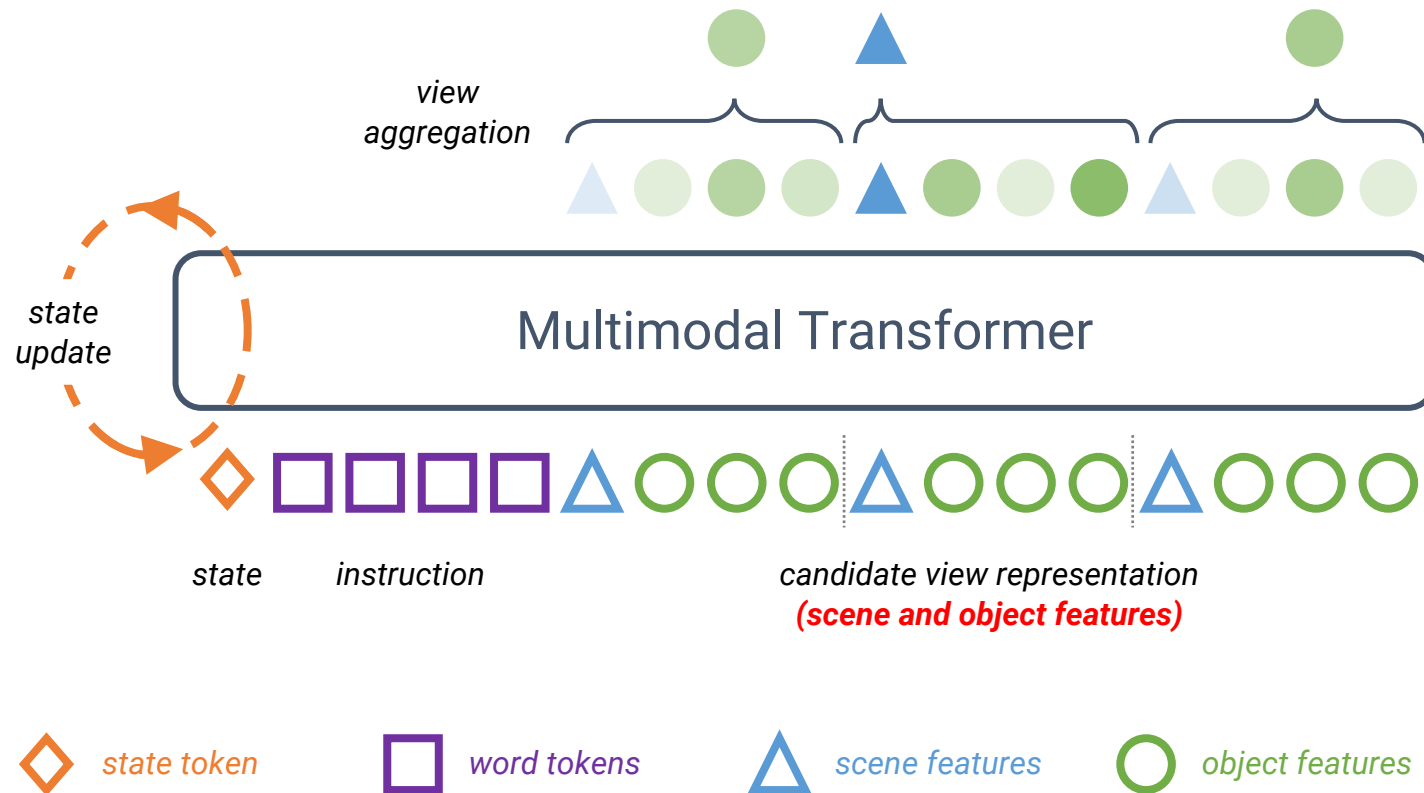 view
aggregation
state
update
Multimodal Transformer
state
instruction
candidate view representation
(scene and object features)
state token
word tokens
scene features
object features